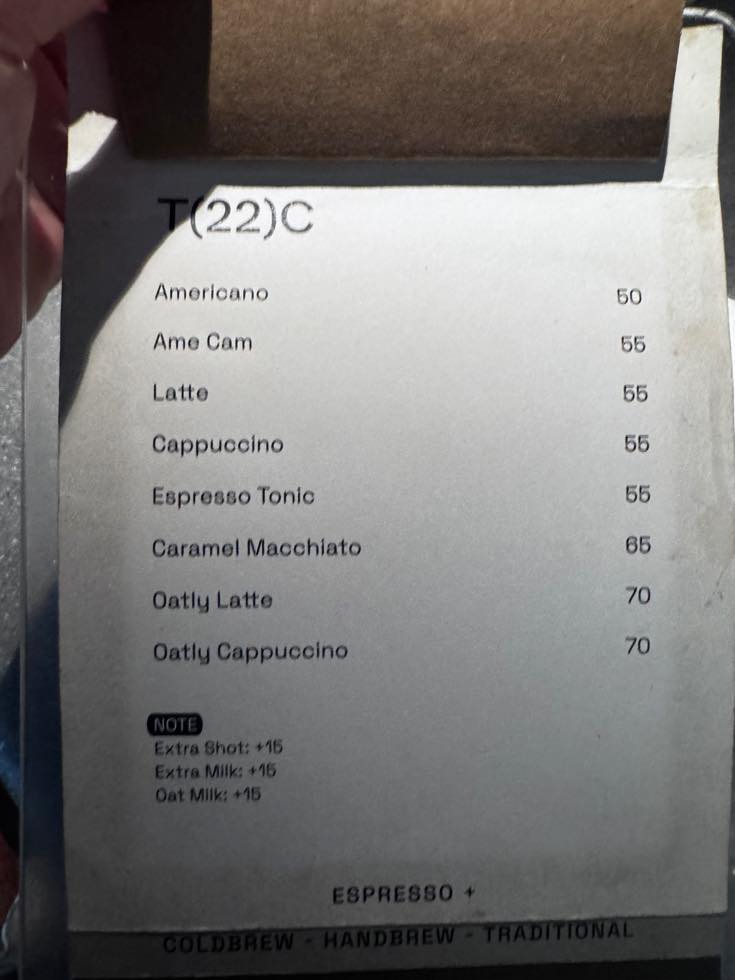 T(22)C
Americano 50
Ame Cam 55
Latte 55
Cappuccino 55
Espresso Tonic 55
Caramel Macchiato 65
Oatly Latte 70
Oatly Cappuccino 70
NOTE
Extra Shot: +15
Extra Milk: +15
Oat Milk: +15
ESPRESSO +
COLDBREW - HANDBREW - TRADITIONAL